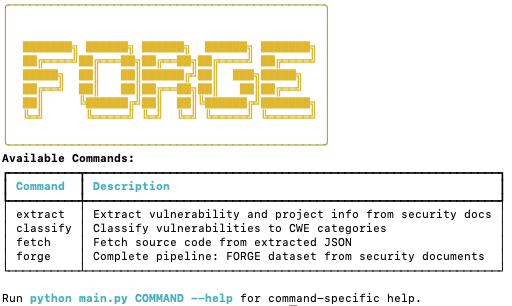 FORGE
Available Commands:
Command Description
extract Extract vulnerability and project info from security docs
classify Classify vulnerabilities to CWE categories
fetch Fetch source code from extracted JSON
forge Complete pipeline: FORGE dataset from security documents
Run python main.py COMMAND --help for command-specific help.